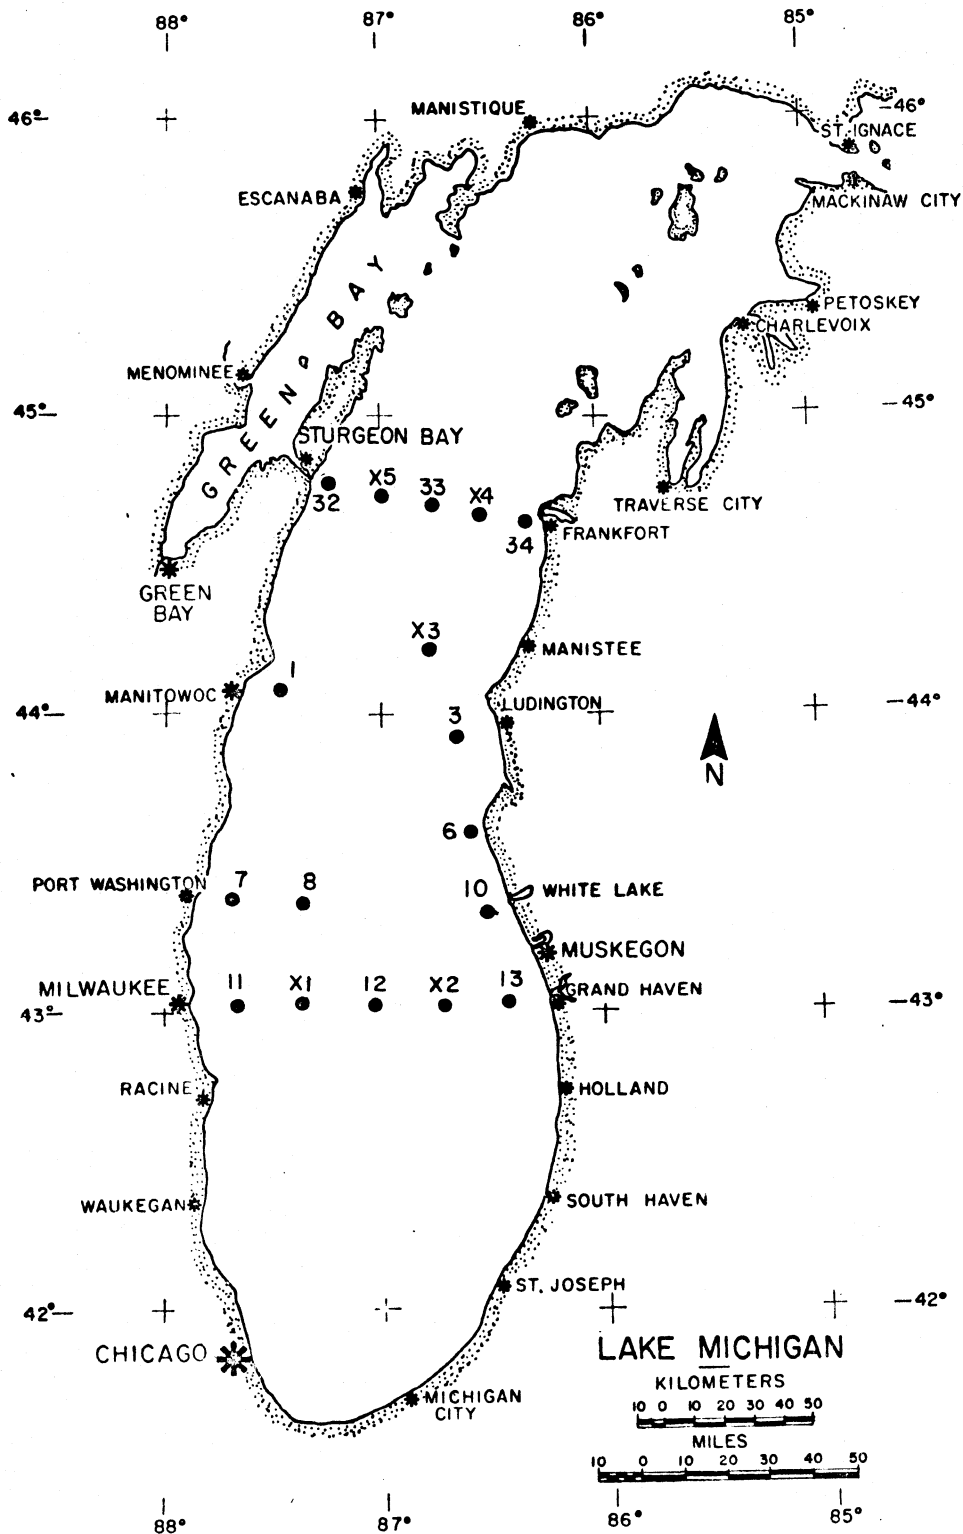 88° 87° 86° 85°
46° MANISTIQUE 46°
ST. IGNACE
ESCANABA
MACKINAW CITY
GREEN BAY
PETOSKEY
CHARLEVOIX
MENOMINEE
45° 45°
STURGEON BAY
32 X5 33 X4 34
TRAVERSE CITY
FRANKFORT
GREEN
BAY
X3
MANISTEE
1
MANITOWOC
LUDINGTON
44° 44°
3
N
6
PORT WASHINGTON
7 8 10
WHITE LAKE
MUSKEGON
MILWAUKEE
11 X1 12 X2 13
GRAND HAVEN
43° 43°
RACINE
HOLLAND
WAUKEGAN
SOUTH HAVEN
ST. JOSEPH
42° 42°
CHICAGO
LAKE MICHIGAN
KILOMETERS
10 0 10 20 30 40 50
MICHIGAN
CITY
MILES
10 0 10 20 30 40 50
88° 87° 86° 85°